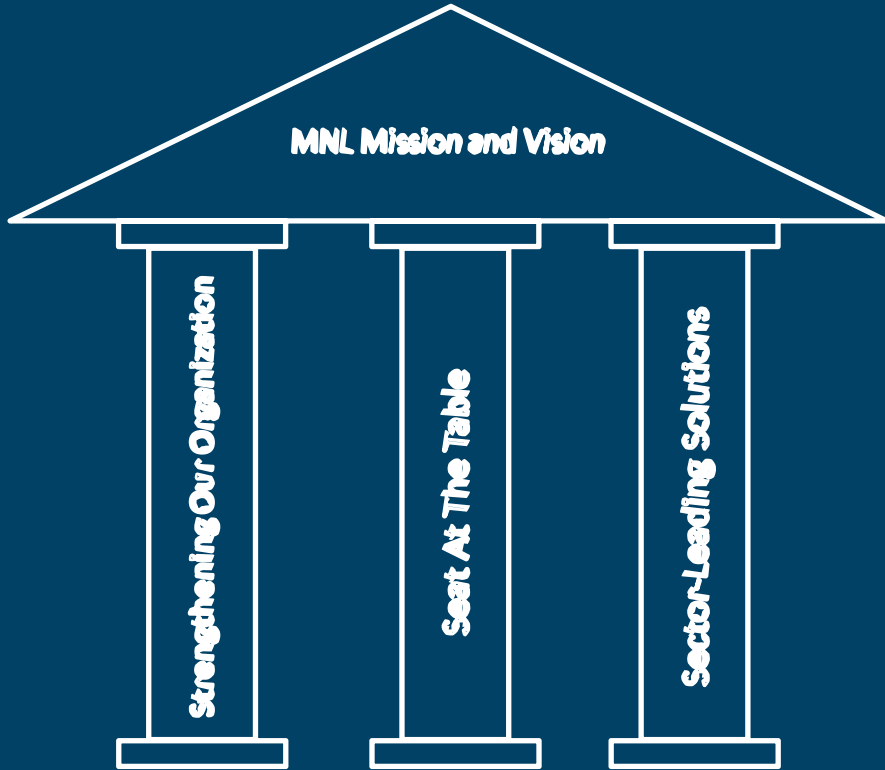 MNL Mission and Vision
Strengthening Our Organization
Seat At The Table
Sector-Leading Solutions